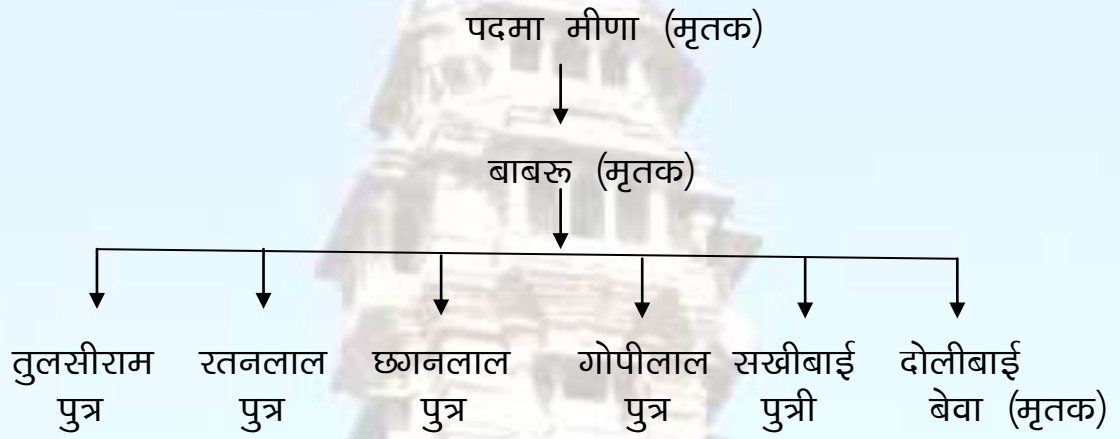 पदमा मीणा (मृतक)
बाबरू (मृतक)
तुलसीराम रतनलाल छगनलाल गोपीलाल सखीबाई दोलीबाई
पुत्र पुत्र पुत्र पुत्र पुत्री बेवा (मृतक)